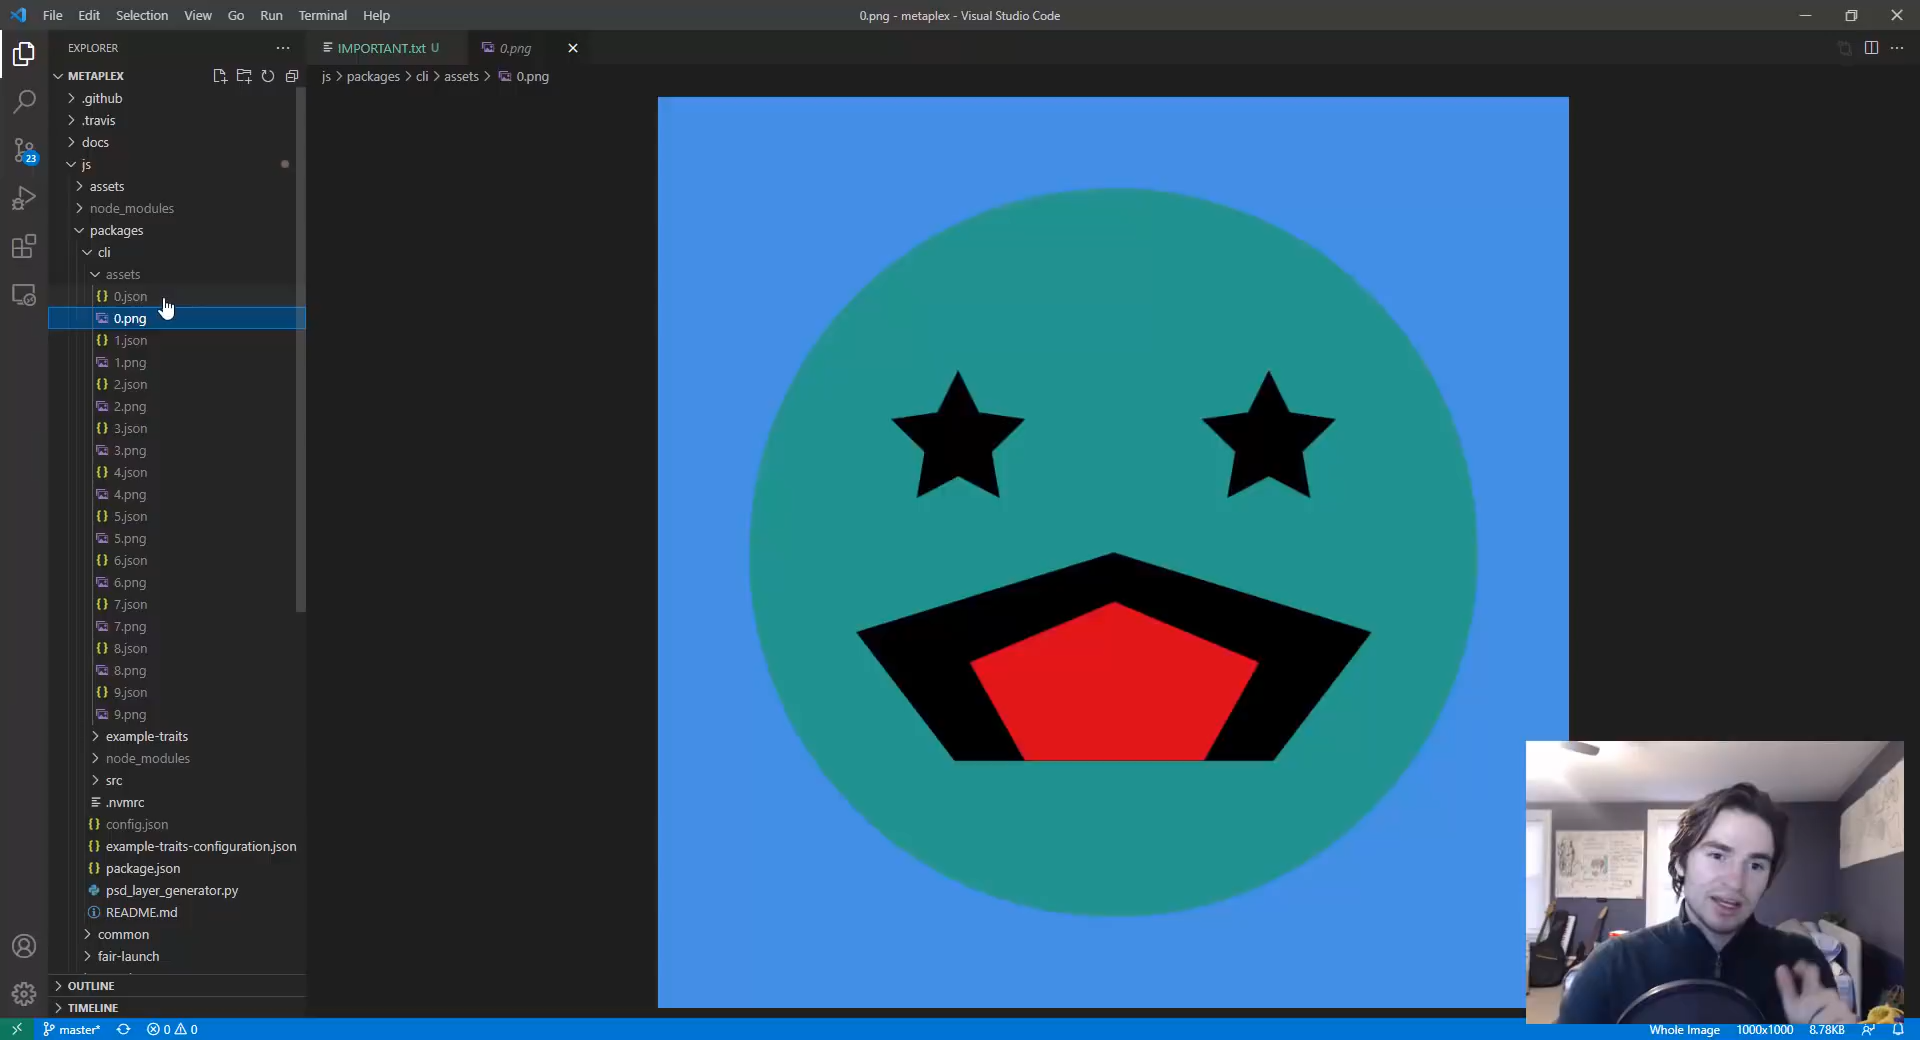 File Edit Selection View Go Run Terminal Help
0.png - metaplex - Visual Studio Code
EXPLORER
IMPORTANT.txt U
0.png
METAPLEX
js > packages > cli > assets > 0.png
.github
.travis
docs
js
assets
node_modules
packages
cli
assets
0.json
0.png
1.json
1.png
2.json
2.png
3.json
3.png
4.json
4.png
5.json
5.png
6.json
6.png
7.json
7.png
8.json
8.png
9.json
9.png
example-traits
node_modules
src
.nvmrc
config.json
example-traits-configuration.json
package.json
psd_layer_generator.py
README.md
common
fair-launch
OUTLINE
TIMELINE
23
master* 0 0
Whole Image 1000x1000 8.78KB